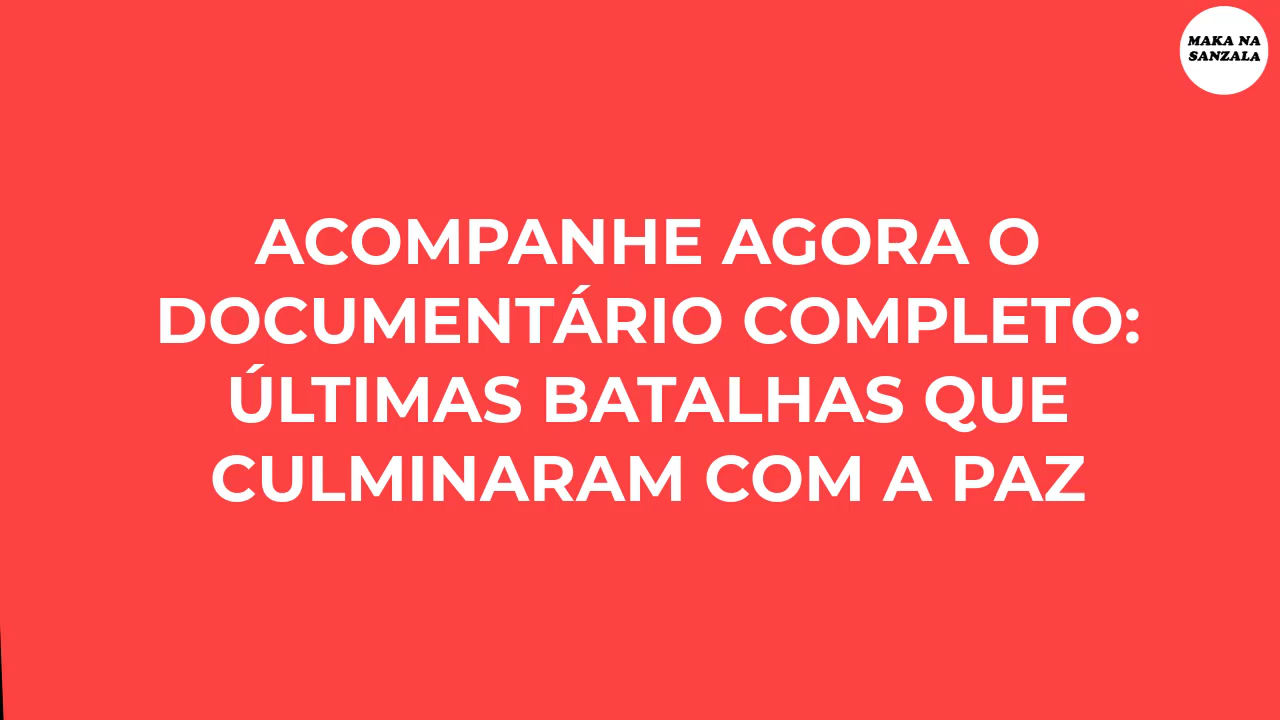 MAKA NA
SANZALA
ACOMPANHE AGORA O
DOCUMENTÁRIO COMPLETO:
ÚLTIMAS BATALHAS QUE
CULMINARAM COM A PAZ